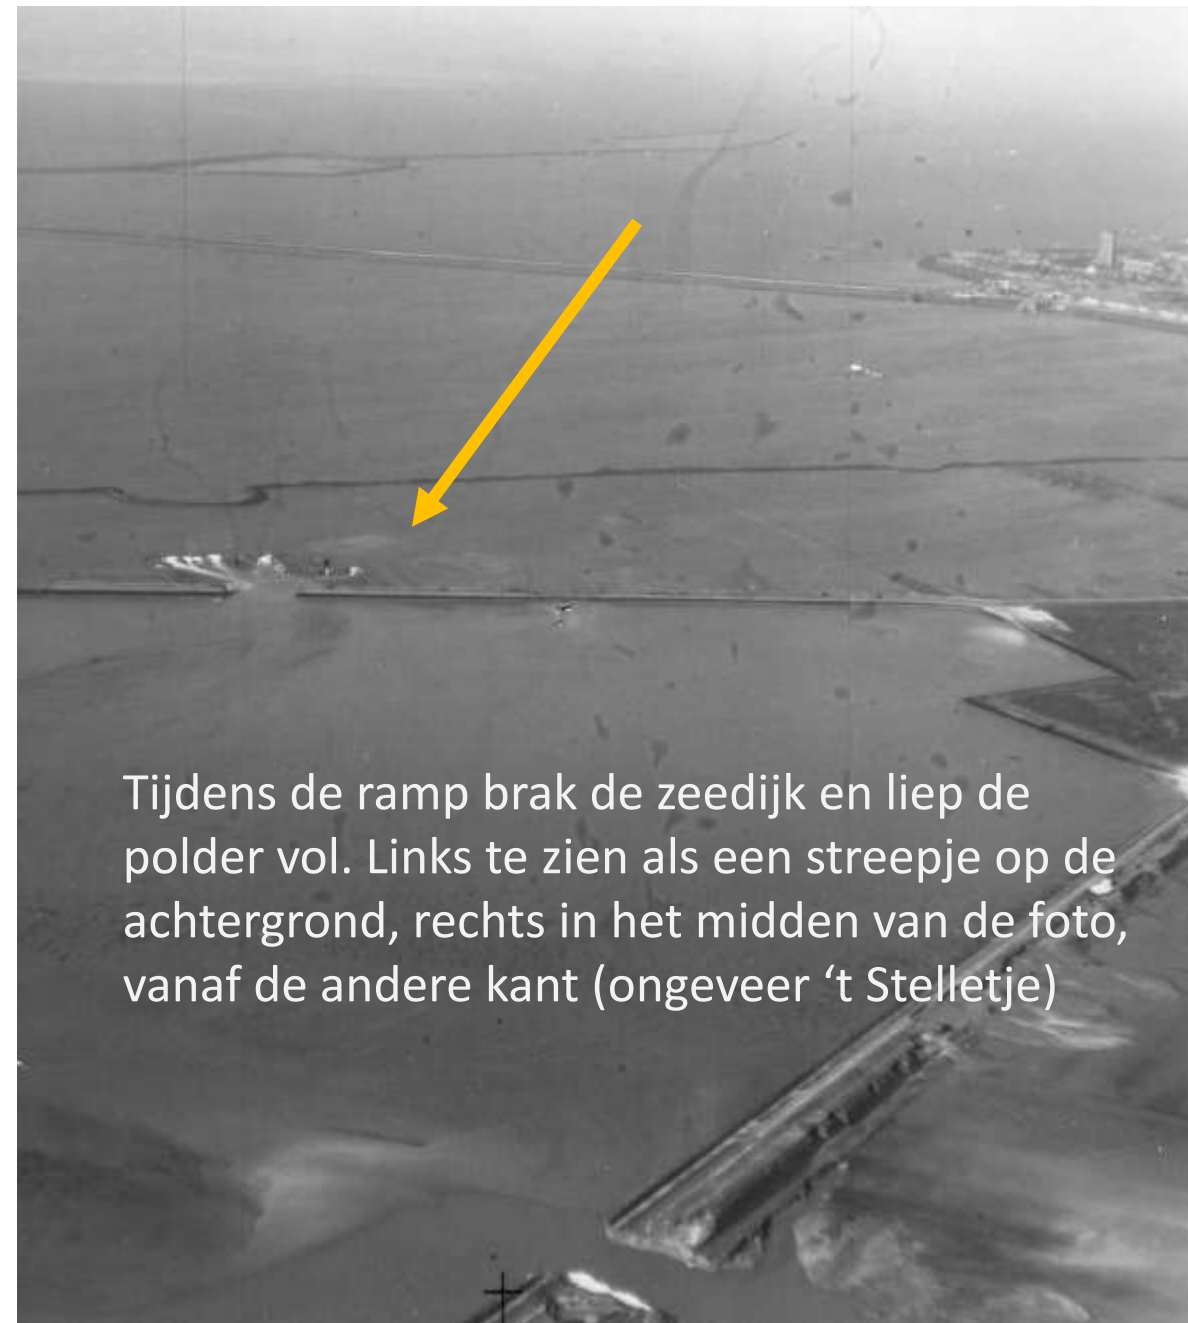 Tijdens de ramp brak de zeedijk en liep de
polder vol. Links te zien als een streepje op de
achtergrond, rechts in het midden van de foto,
vanaf de andere kant (ongeveer ‘t Stelletje)